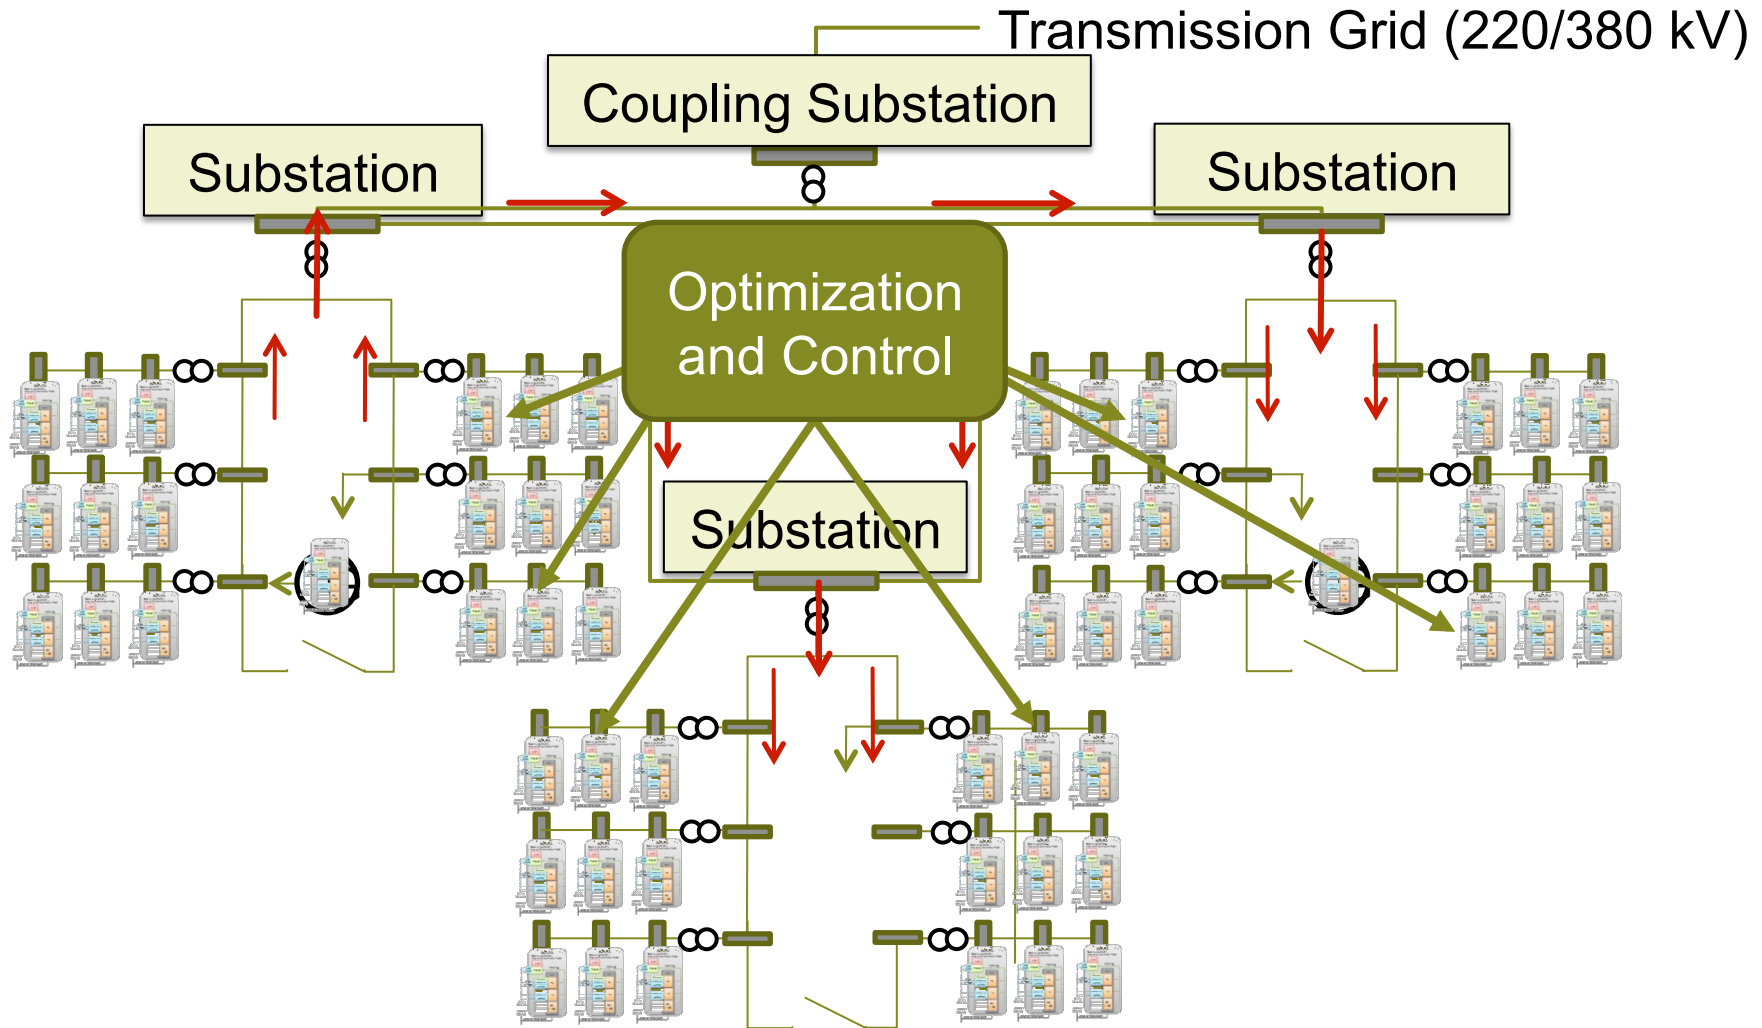 Transmission Grid (220/380 kV)
Coupling Substation
Substation
Substation
Optimization
and Control
Substation